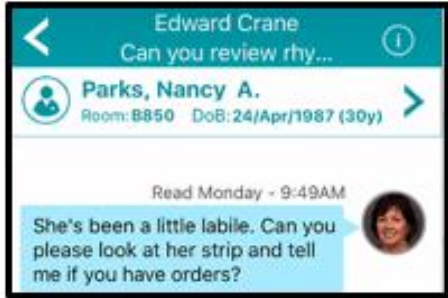 Edward Crane
Can you review rhy...
Parks, Nancy A.
Room: B850 DoB: 24/Apr/1987 (30y)
Read Monday - 9:49AM
She's been a little labile. Can you
please look at her strip and tell
me if you have orders?